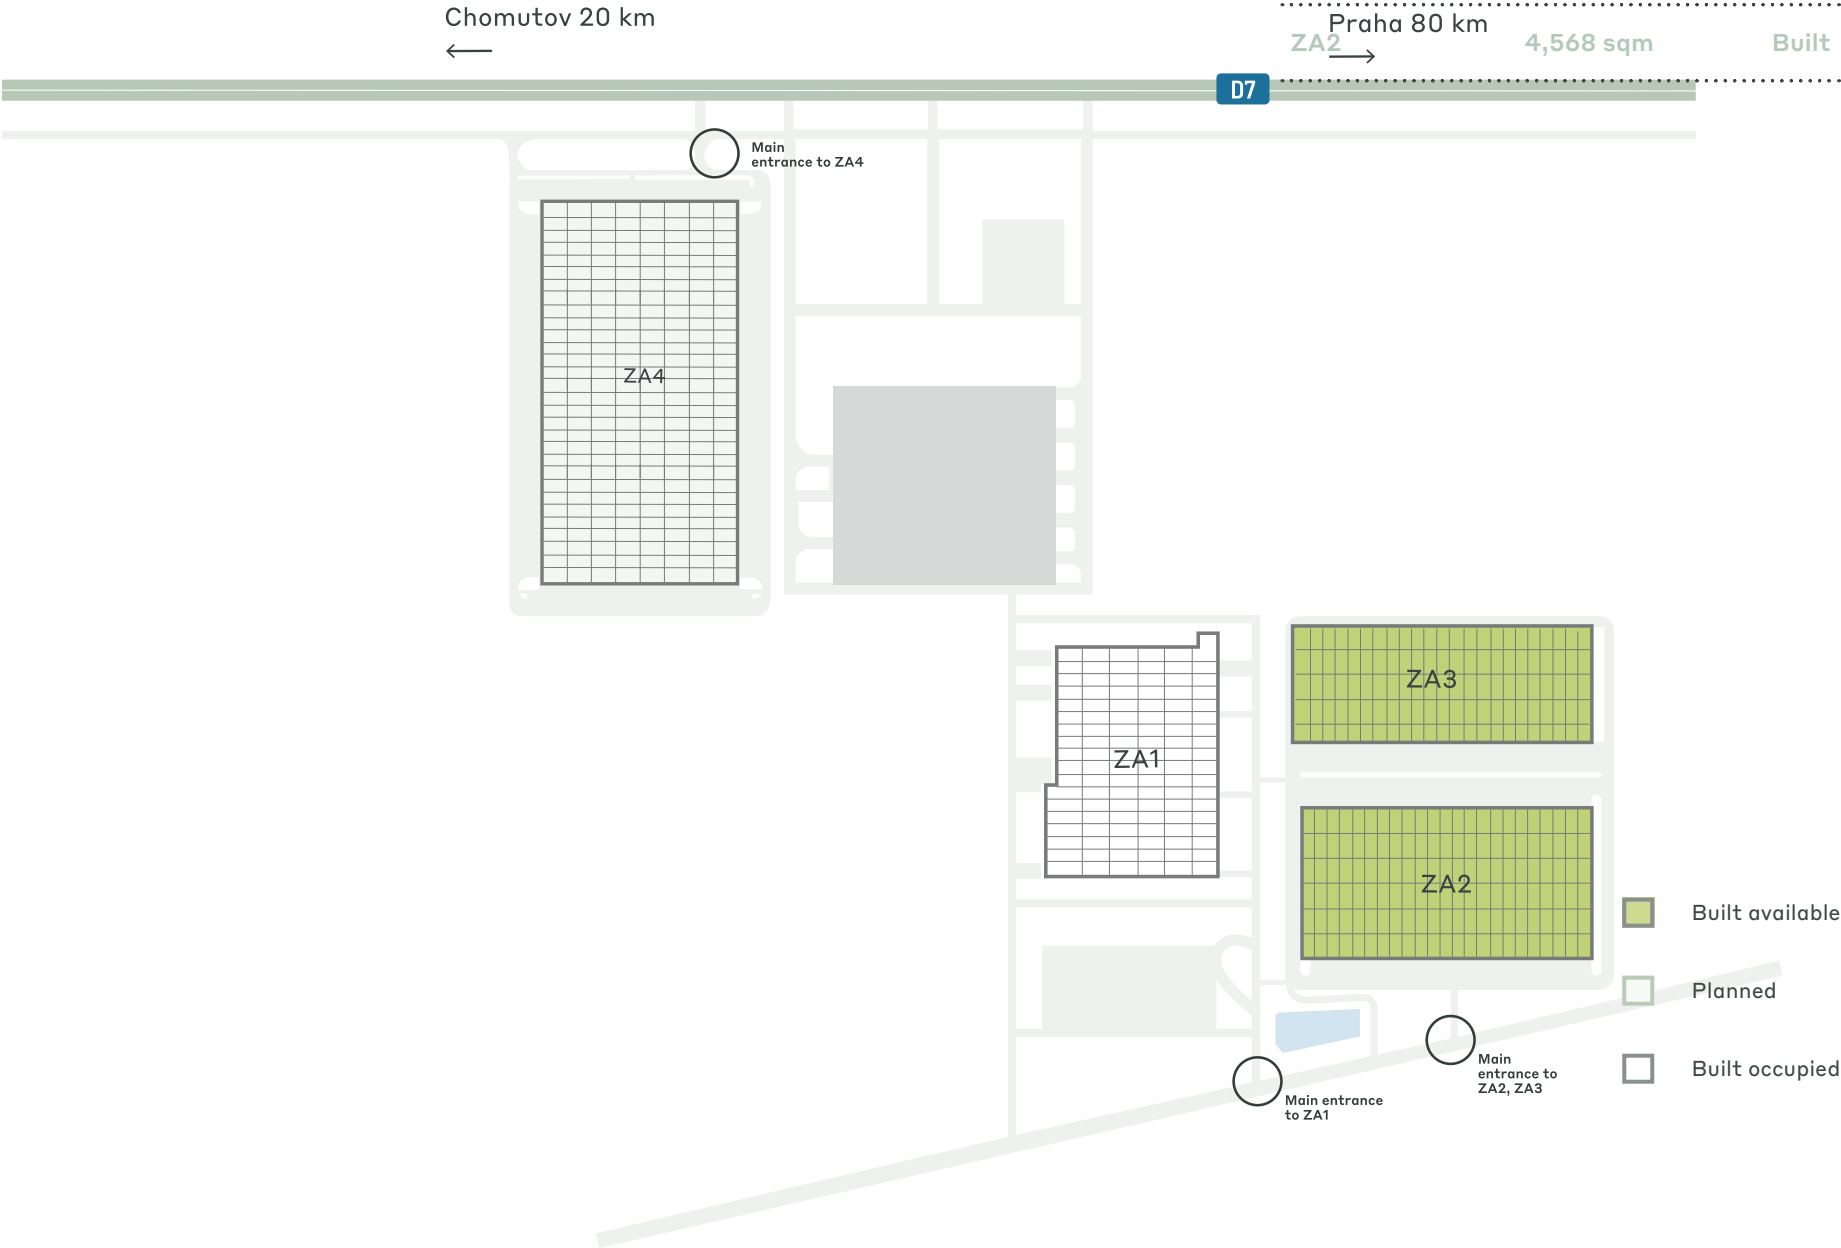 Chomutov 20 km
Praha 80 km
ZA2 4,568 sqm Built
D7
Main
entrance to ZA4
ZA4
ZA3
ZA1
ZA2
Built available
Planned
Built occupied
Main
entrance to
ZA2, ZA3
Main entrance
to ZA1